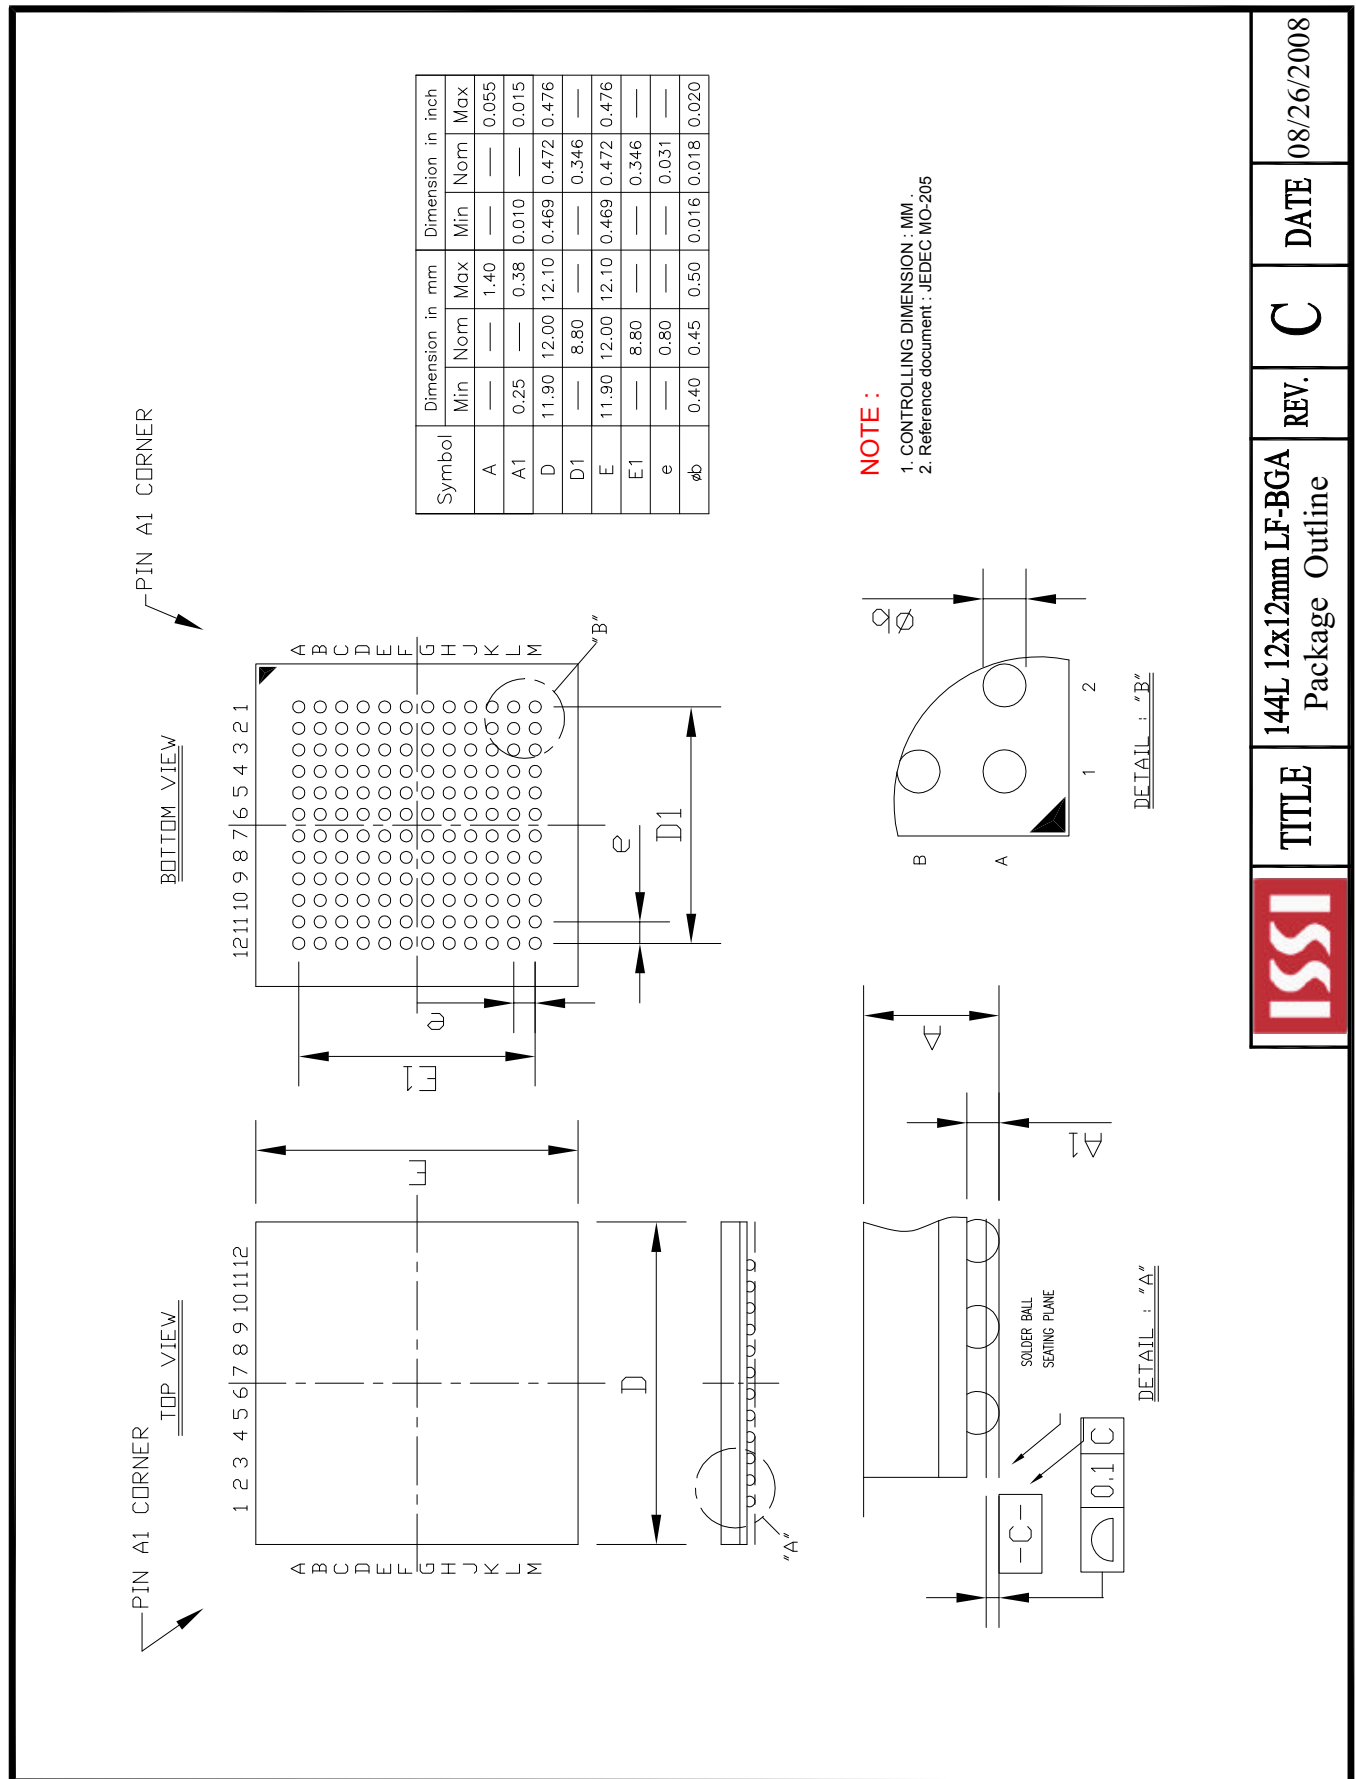 PIN A1 CORNER
TOP VIEW
1 2 3 4 5 6 7 8 9 10 11 12
A
B
C
D
E
F
G
H
J
K
L
M
E
D
"A"
PIN A1 CORNER
BOTTOM VIEW
12 11 10 9 8 7 6 5 4 3 2 1
A
B
C
D
E
F
G
H
J
K
L
M
"B"
E1
e
e
D1
Symbol Dimension in mm Dimension in inch
Min Nom Max Min Nom Max
A — — 1.40 — — 0.055
A1 0.25 — 0.38 0.010 — 0.015
D 11.90 12.00 12.10 0.469 0.472 0.476
D1 — 8.80 — — 0.346 —
E 11.90 12.00 12.10 0.469 0.472 0.476
E1 — 8.80 — — 0.346 —
e — 0.80 — — 0.031 —
øb 0.40 0.45 0.50 0.016 0.018 0.020
A
A1
SOLDER BALL
SEATING PLANE
-C-
0.1 C
DETAIL : "A"
Øb
B
A
1 2
DETAIL : "B"
NOTE :
1. CONTROLLING DIMENSION : MM .
2. Reference document : JEDEC MO-205
ISSI
TITLE
144L 12x12mm LF-BGA
Package Outline
REV.
C
DATE
08/26/2008